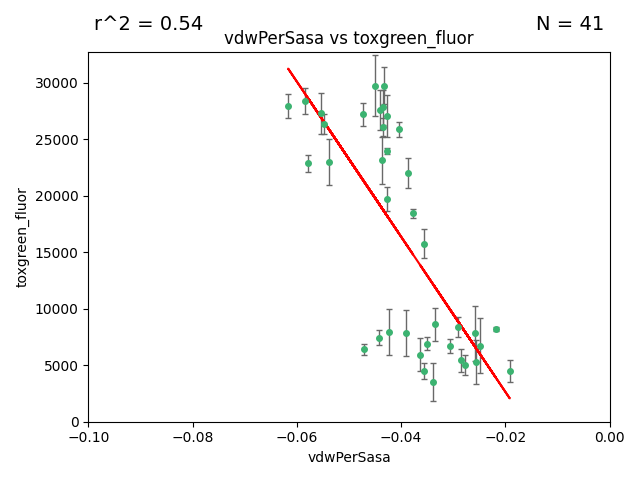 r^2 = 0.54
N = 41
vdwPerSasa vs toxgreen_fluor
30000
25000
20000
15000
10000
5000
0
toxgreen_fluor
−0.10
−0.08
−0.06
−0.04
−0.02
0.00
vdwPerSasa